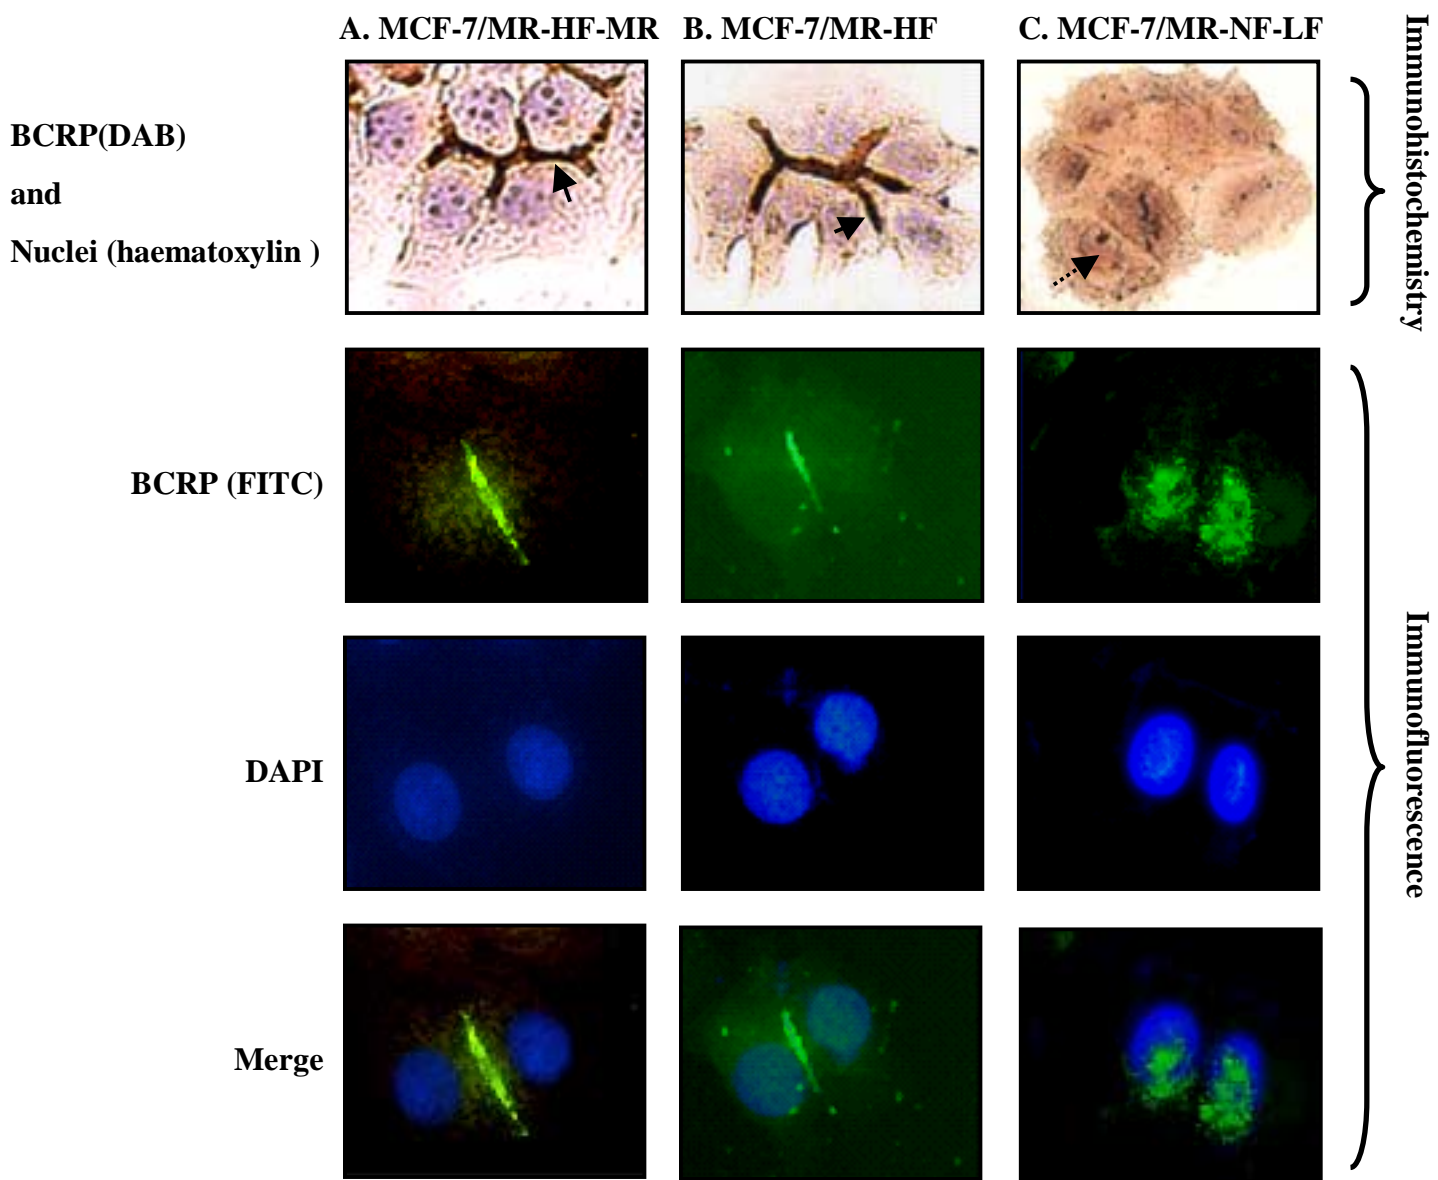 A. MCF-7/MR-HF-MR
B. MCF-7/MR-HF
C. MCF-7/MR-NF-LF
BCRP(DAB)
and
Nuclei (haematoxylin )
Immunohistochemistry
BCRP (FITC)
DAPI
Merge
Immunofluorescence